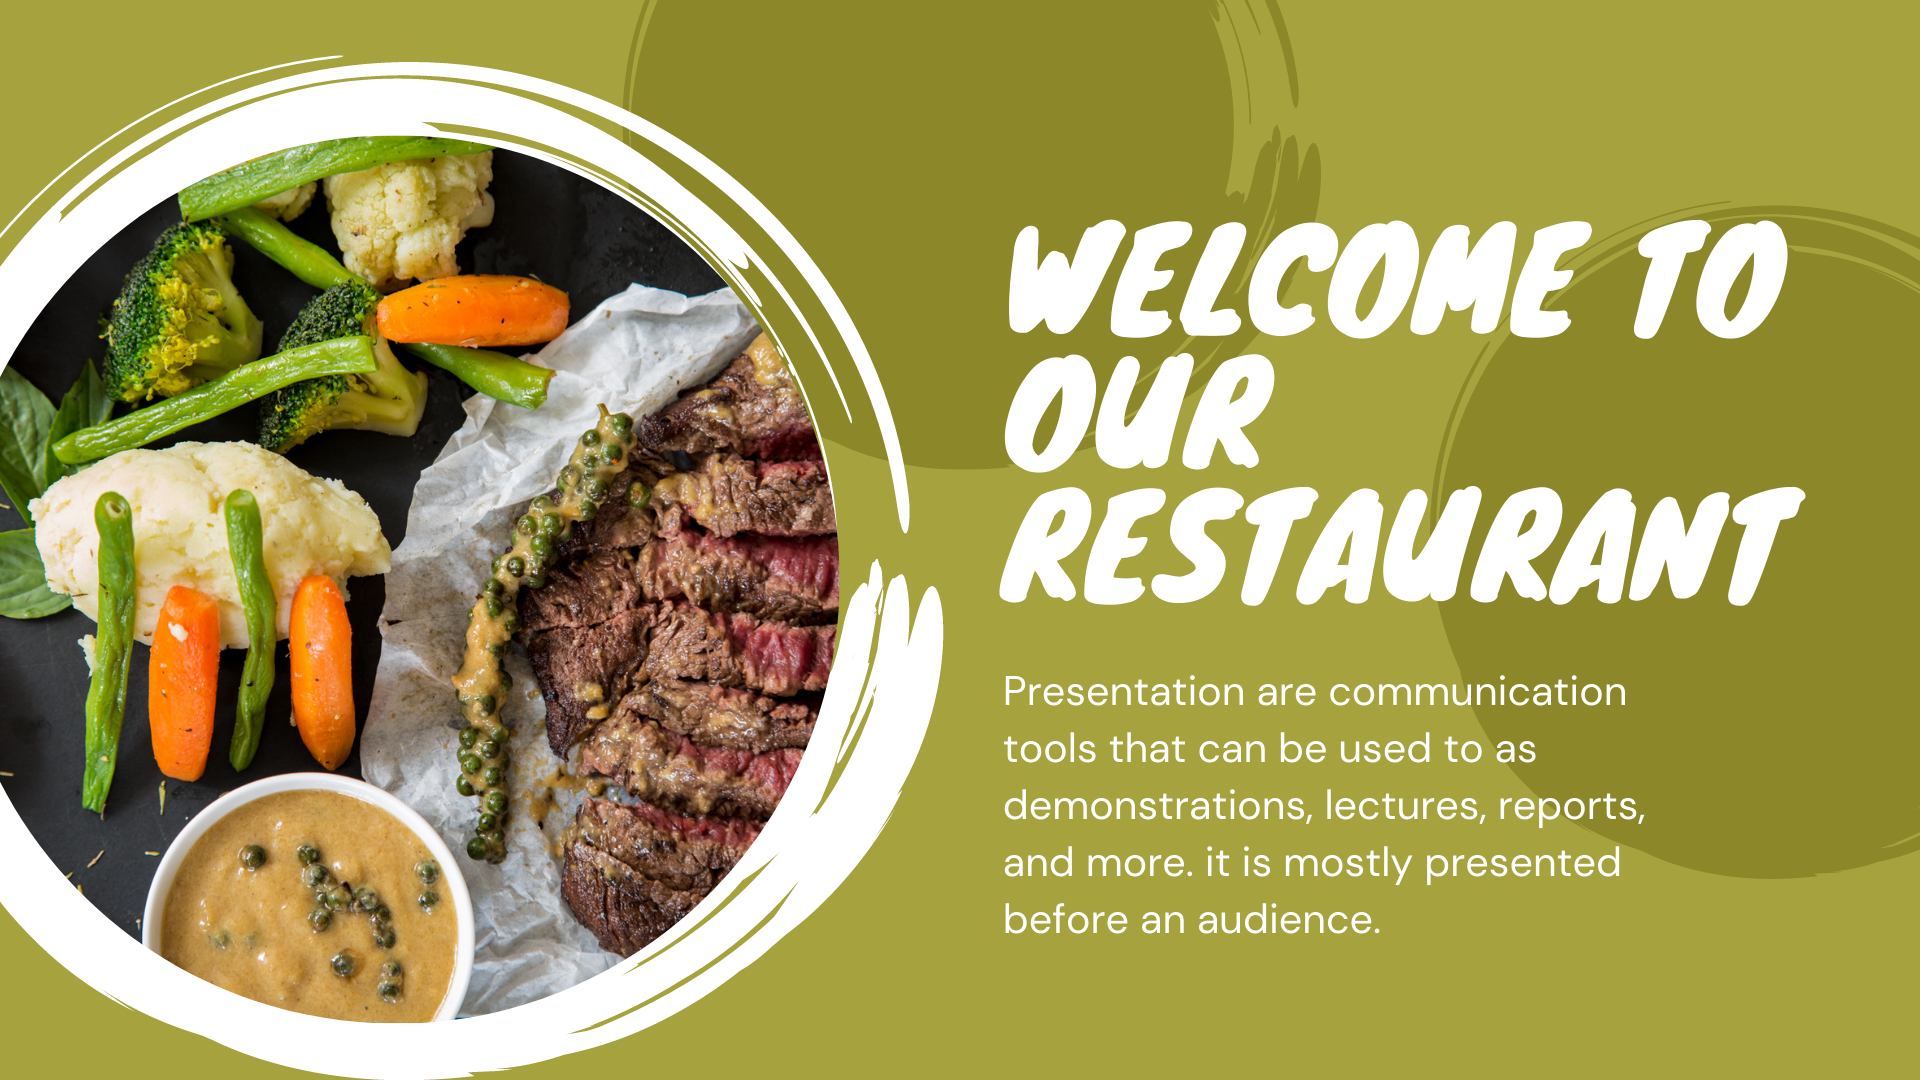 WELCOME TO
OUR
RESTAURANT
Presentation are communication
tools that can be used to as
demonstrations, lectures, reports,
and more. it is mostly presented
before an audience.